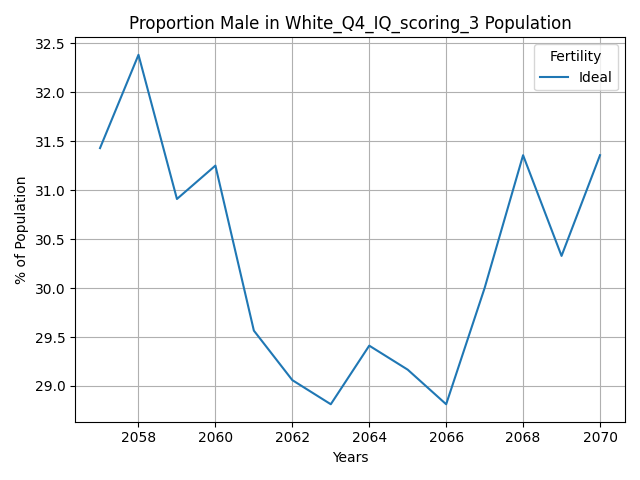 Proportion Male in White_Q4_IQ_scoring_3 Population
32.5
32.0
31.5
31.0
30.5
30.0
29.5
29.0
% of Population
Fertility
Ideal
2058 2060 2062 2064 2066 2068 2070
Years